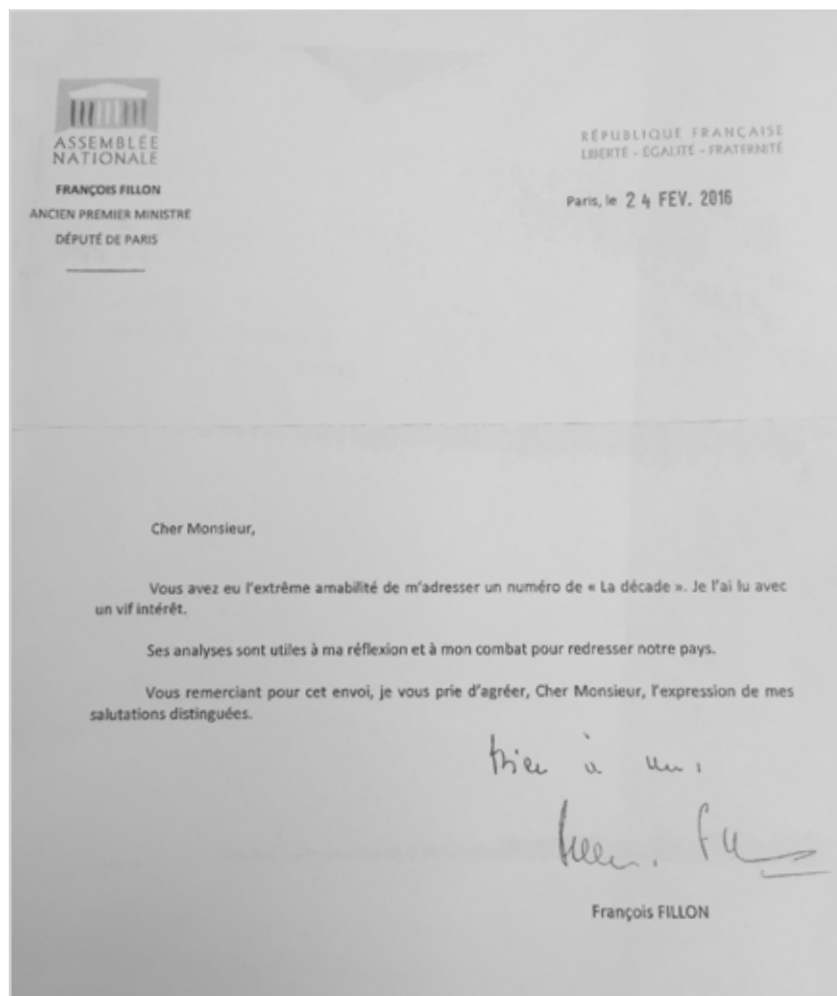 ASSEMBLÉE
NATIONALE
FRANÇOIS FILLON
ANCIEN PREMIER MINISTRE
DÉPUTÉ DE PARIS
RÉPUBLIQUE FRANÇAISE
LIBERTÉ - ÉGALITÉ - FRATERNITÉ
Paris, le 24 FEV. 2016
Cher Monsieur,
Vous avez eu l'extrême amabilité de m'adresser un numéro de « La décade ». Je l'ai lu avec
un vif intérêt.
Ses analyses sont utiles à ma réflexion et à mon combat pour redresser notre pays.
Vous remerciant pour cet envoi, je vous prie d'agréer, Cher Monsieur, l'expression de mes
salutations distinguées.
Bien à
François FILLON